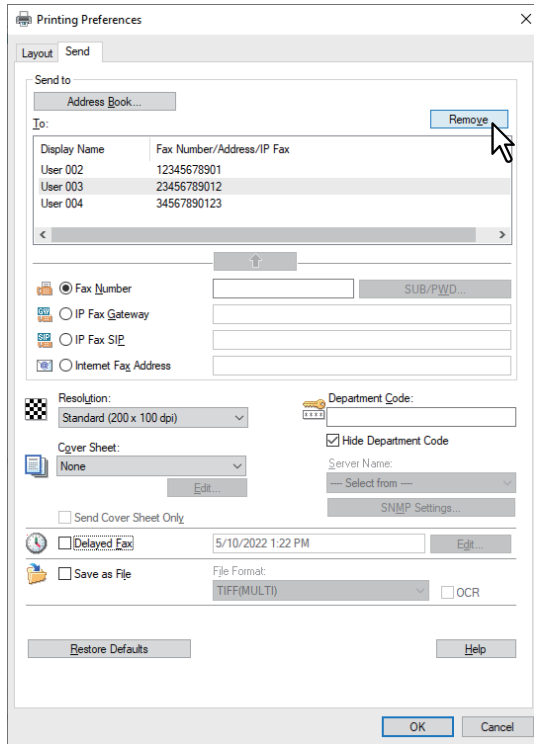 Printing Preferences
Layout Send
Send to
Address Book...
Remove
To:
Display Name Fax Number/Address/IP Fax
User 002 12345678901
User 003 23456789012
User 004 34567890123
Fax Number SUB/PWD...
IP Fax Gateway
IP Fax SIP
Internet Fax Address
Resolution: Department Code:
Standard (200 x 100 dpi)
Hide Department Code
Cover Sheet: Server Name:
None — Select from —
Edit... SNMP Settings...
Send Cover Sheet Only
Delayed Fax 5/10/2022 1:22 PM Edit...
Save as File File Format:
TIFF(MULTI) OCR
Restore Defaults Help
OK Cancel